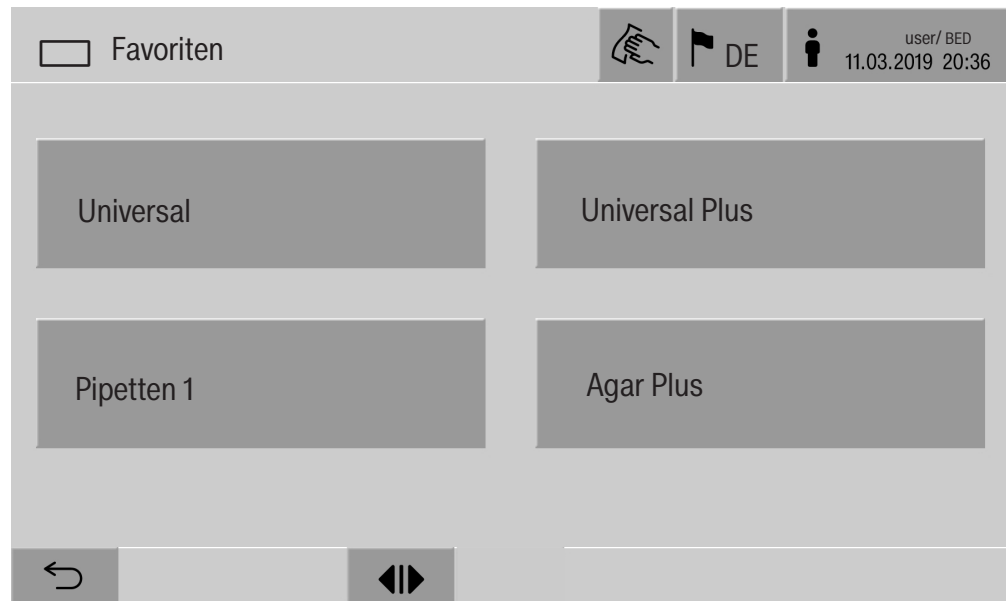 Favoriten
DE
user/ BED
11.03.2019 20:36
Universal
Universal Plus
Pipetten 1
Agar Plus